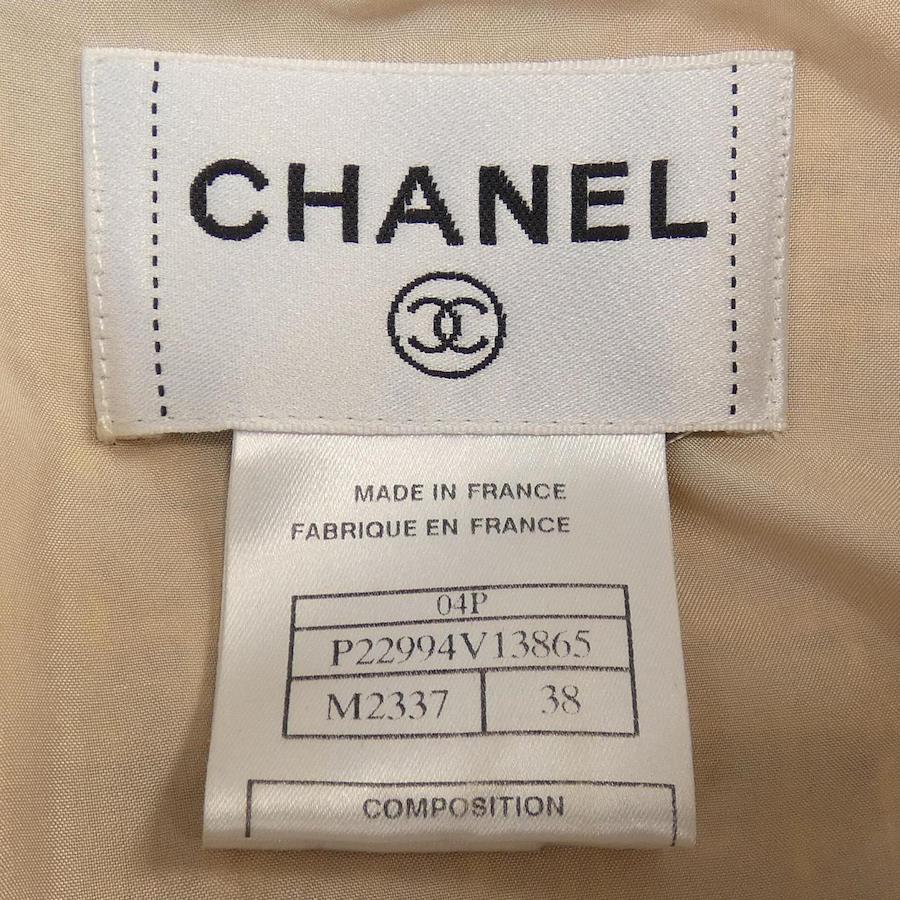 CHANEL
MADE IN FRANCE
FABRIQUE EN FRANCE
04P
P22994V13865
M2337 38
COMPOSITION